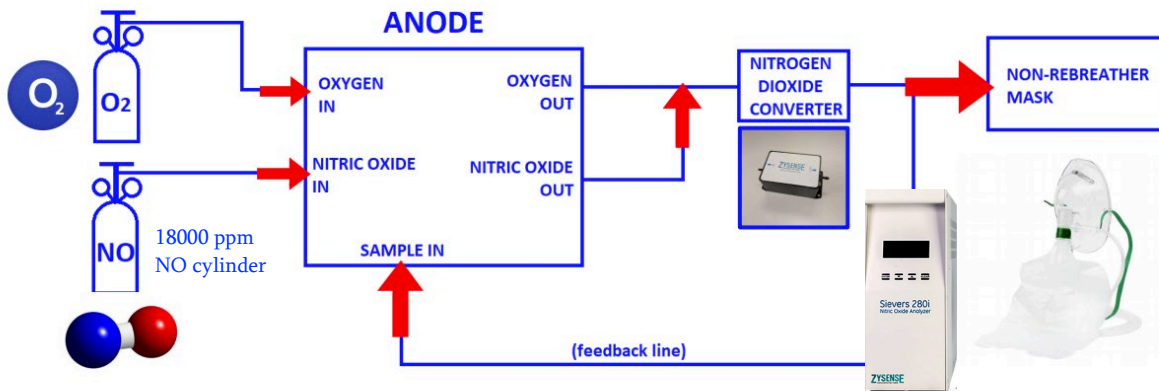 ANODE
O₂
O2
OXYGEN
IN
OXYGEN
OUT
NITROGEN
DIOXIDE
CONVERTER
NON-REBREATHER
MASK
NO
18000 ppm
NO cylinder
NITRIC OXIDE
IN
NITRIC OXIDE
OUT
ZYSENSE
SAMPLE IN
Sievers 280i
Nitric Oxide Analyzer
(feedback line)
ZYSENSE